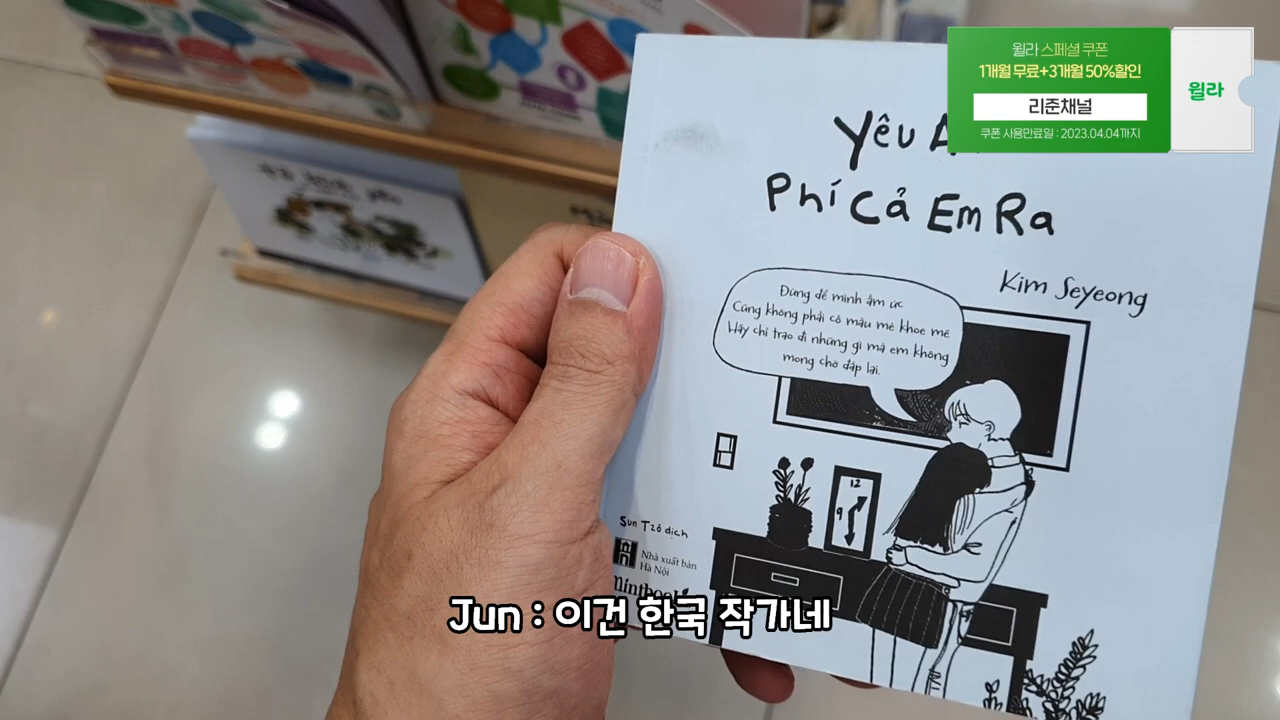 윌라 스페셜 쿠폰
1개월 무료+3개월 50%할인
리준채널
쿠폰 사용만료일 : 2023.04.04까지
윌라
Yêu
Phí Cả Em Ra
Kim Seyeong
Đừng để mình ấm ức
Cũng không phải cố màu mè khoe mẽ
Hãy chỉ trao đi những gì mà em không
mong chờ đáp lại.
12
9
Sun Tzô dịch
Nhà xuất bản
Hà Nội
Jun : 이건 한국 작가네